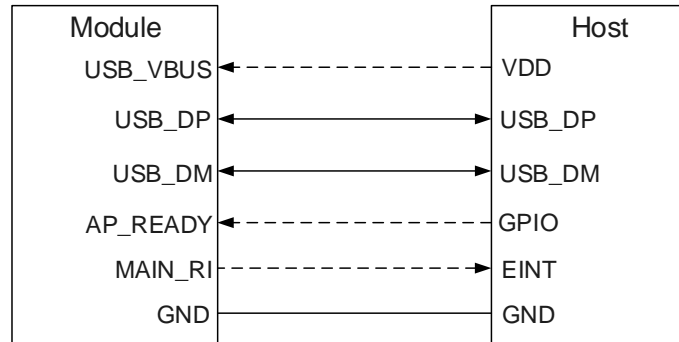 Module
Host
USB_VBUS
VDD
USB_DP
USB_DP
USB_DM
USB_DM
AP_READY
GPIO
MAIN_RI
EINT
GND
GND